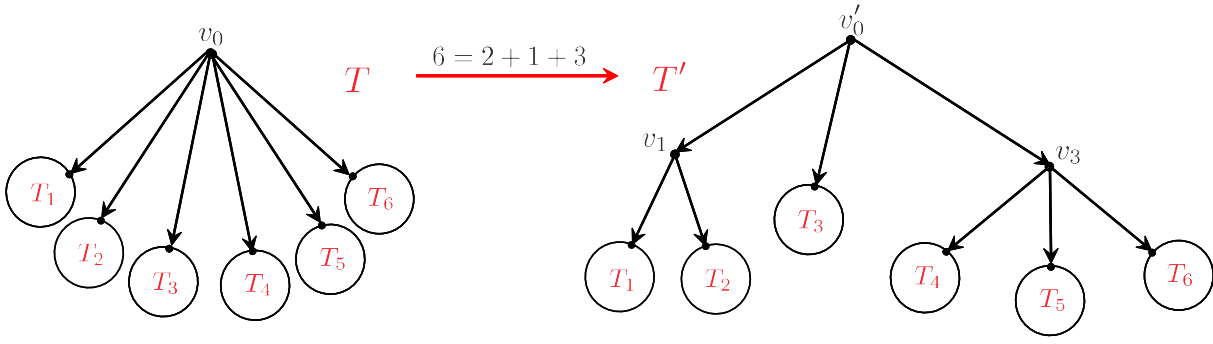 v₀
T
6 = 2 + 1 + 3
T′
v₀′
v₁
v₃
T₁
T₂
T₃
T₄
T₅
T₆
T₁
T₂
T₃
T₄
T₅
T₆